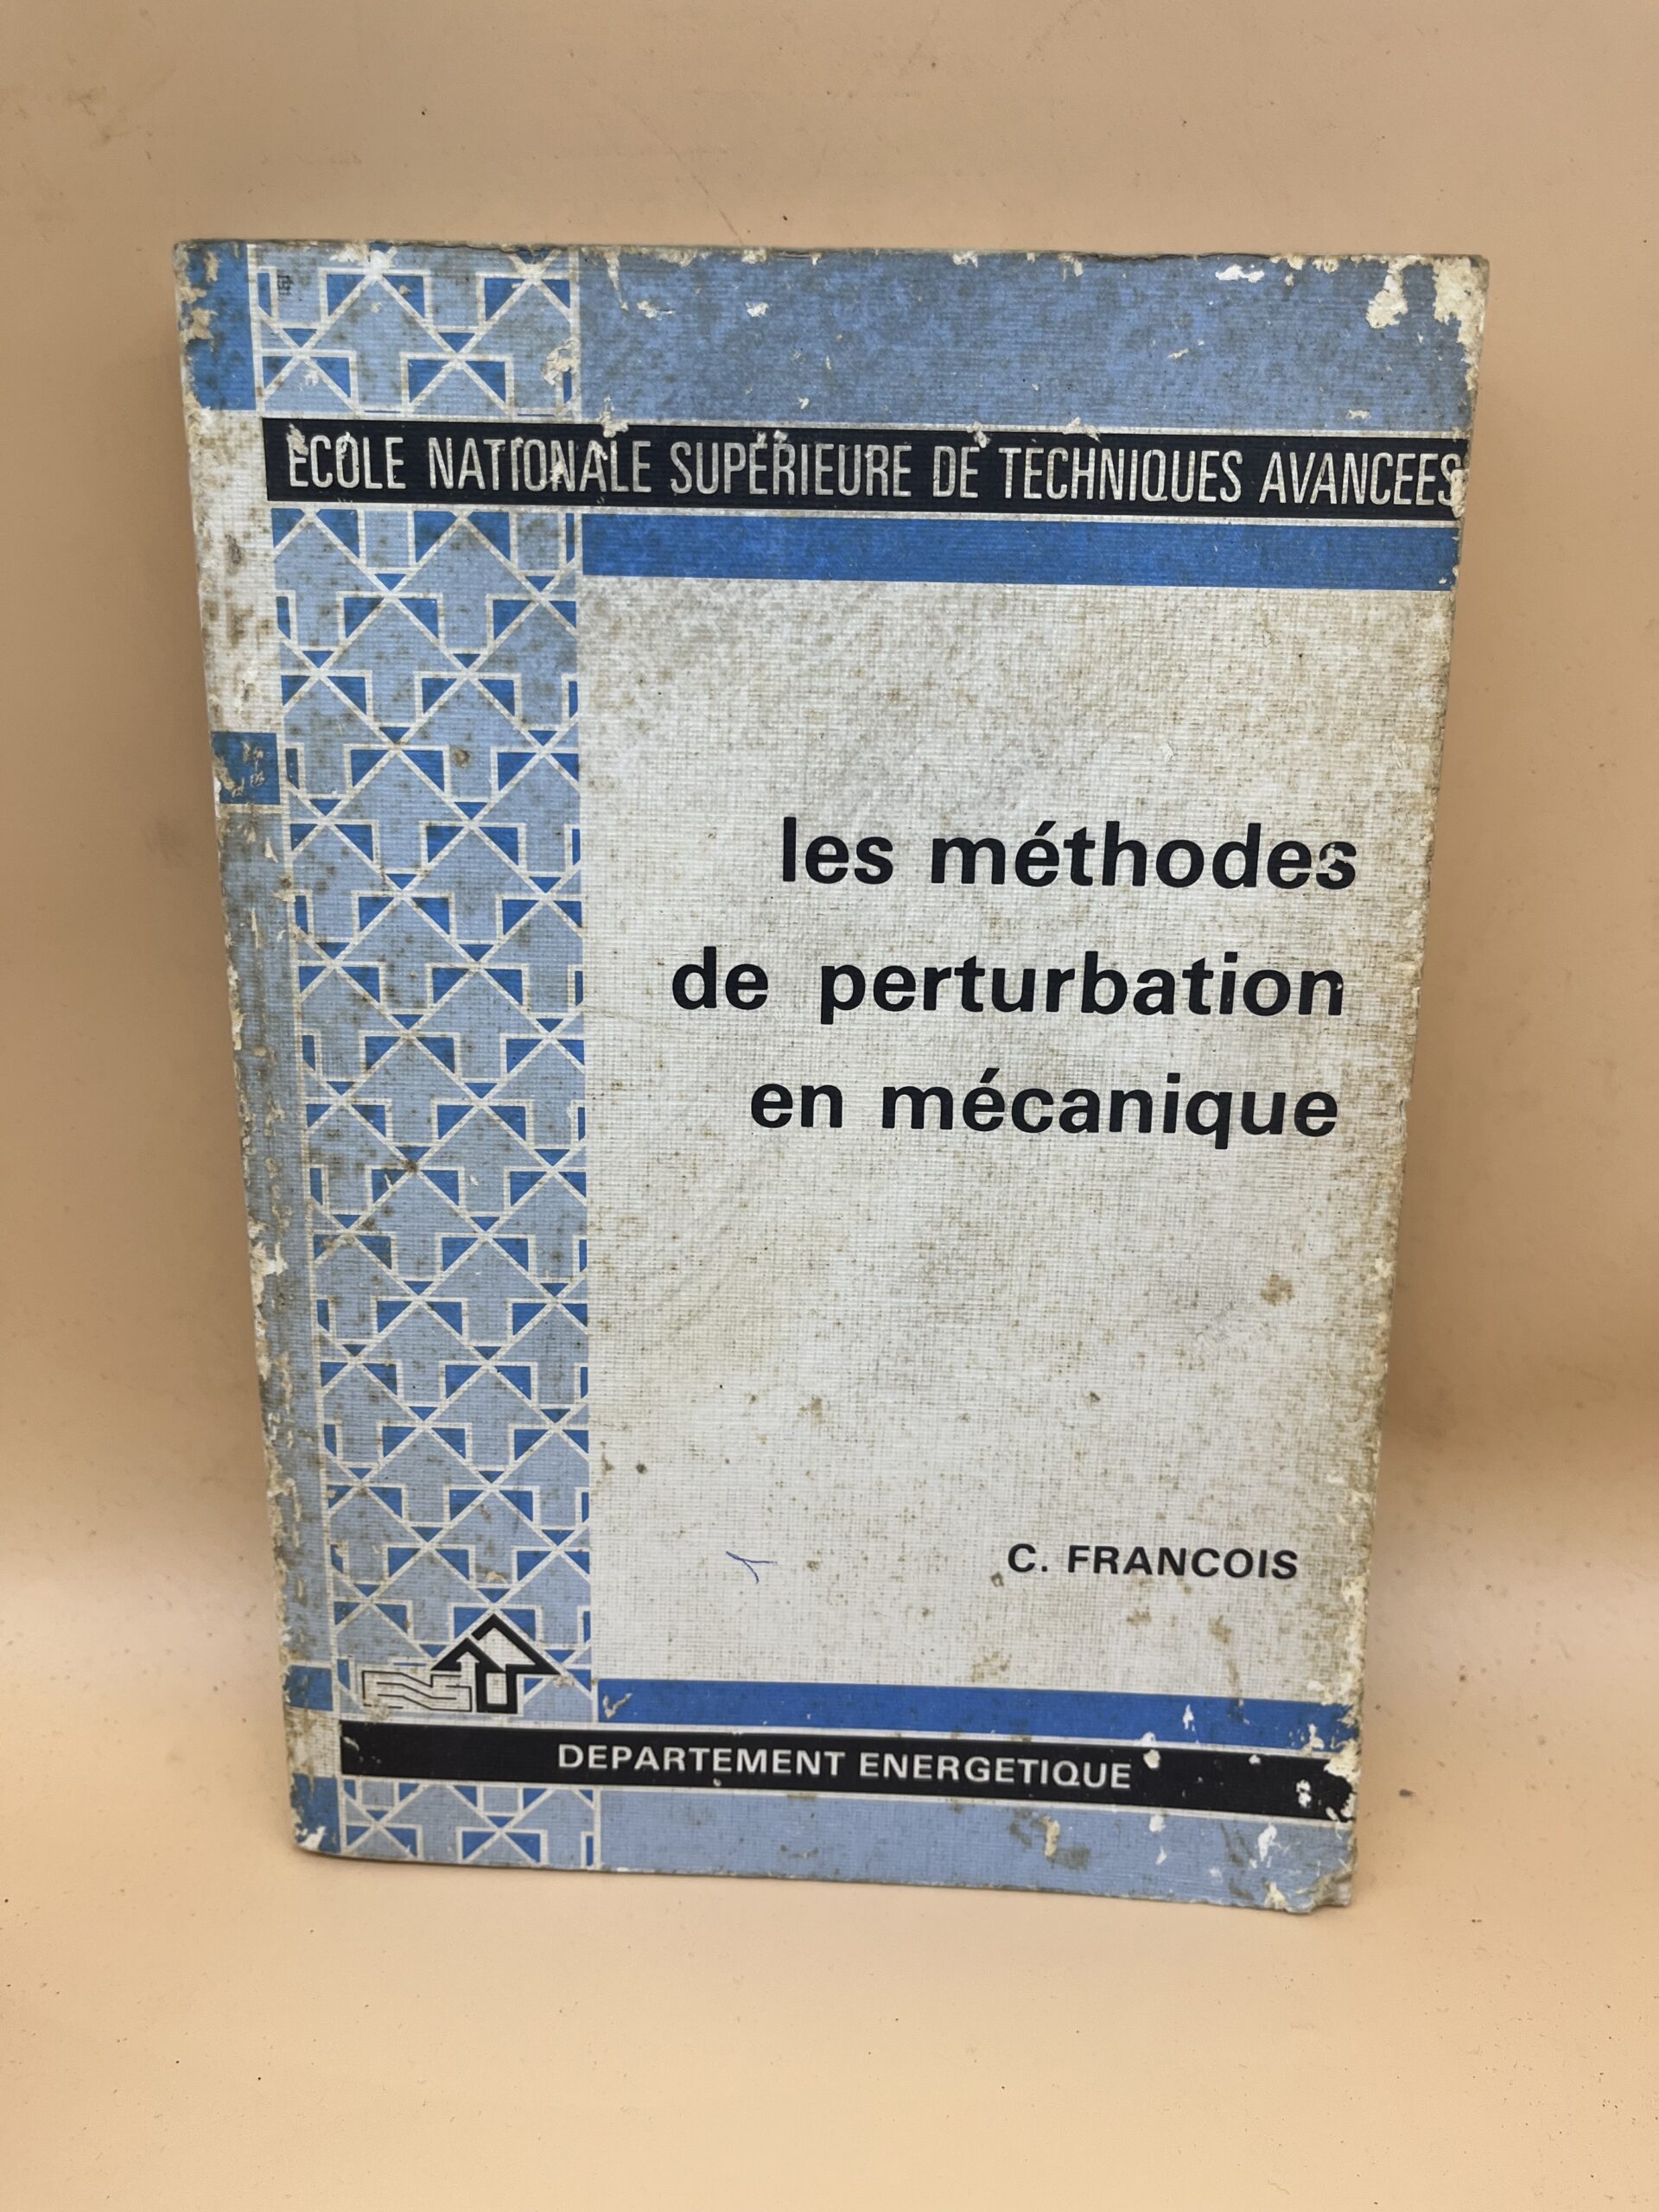 ECOLE NATIONALE SUPERIEURE DE TECHNIQUES AVANCEES
les méthodes
de perturbation
en mécanique
C. FRANCOIS
DEPARTEMENT ENERGETIQUE